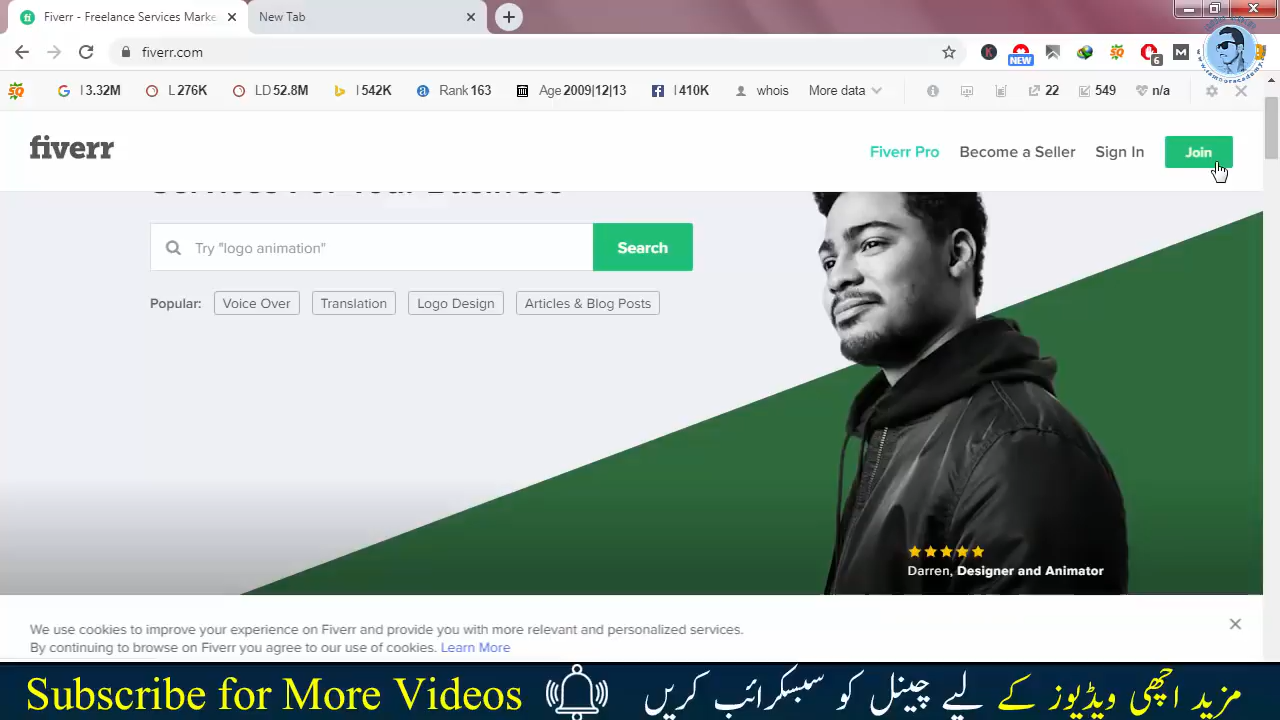 Fiverr - Freelance Services Marke
New Tab
fiverr.com
NEW
6
I 3.32M
I 276K
LD 52.8M
I 542K
Rank 163
Age 2009|12|13
I 410K
whois
More data
22
549
n/a
fiverr
Fiverr Pro
Become a Seller
Sign In
Join
Services For Your Business
Try "logo animation"
Search
Popular:
Voice Over
Translation
Logo Design
Articles & Blog Posts
Darren, Designer and Animator
We use cookies to improve your experience on Fiverr and provide you with more relevant and personalized services.
By continuing to browse on Fiverr you agree to our use of cookies. Learn More
Subscribe for More Videos
مزید اچھی ویڈیوز کے لیے چینل کو سبسکرائب کریں